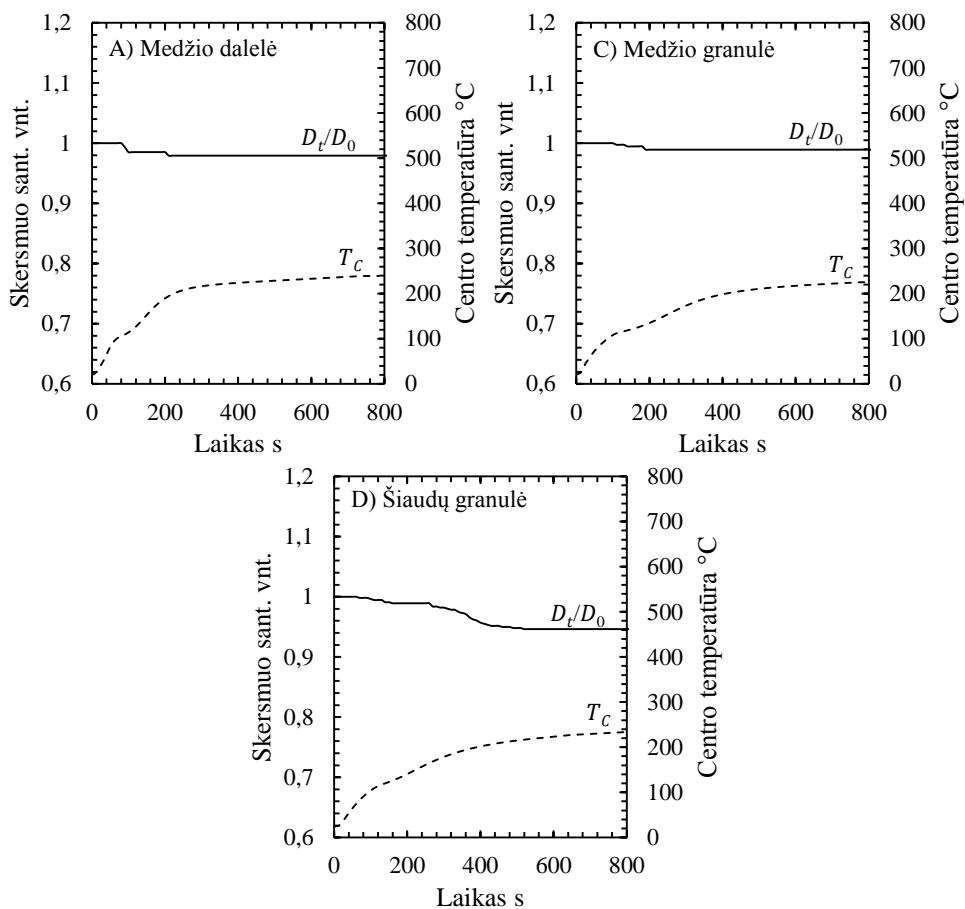 A) Medžio dalelė
Skersmuo sant. vnt.
1,2
1,1
1
0,9
0,8
0,7
0,6
D_t/D_0
T_C
800
700
600
500
400
300
200
100
0
Centro temperatūra °C
0 200 400 600 800
Laikas s
C) Medžio granulė
Skersmuo sant. vnt
1,2
1,1
1
0,9
0,8
0,7
0,6
D_t/D_0
T_C
800
700
600
500
400
300
200
100
0
Centro temperatūra °C
0 200 400 600 800
Laikas s
D) Šiaudų granulė
Skersmuo sant. vnt.
1,2
1,1
1
0,9
0,8
0,7
0,6
D_t/D_0
T_C
800
700
600
500
400
300
200
100
0
Centro temperatūra °C
0 200 400 600 800
Laikas s